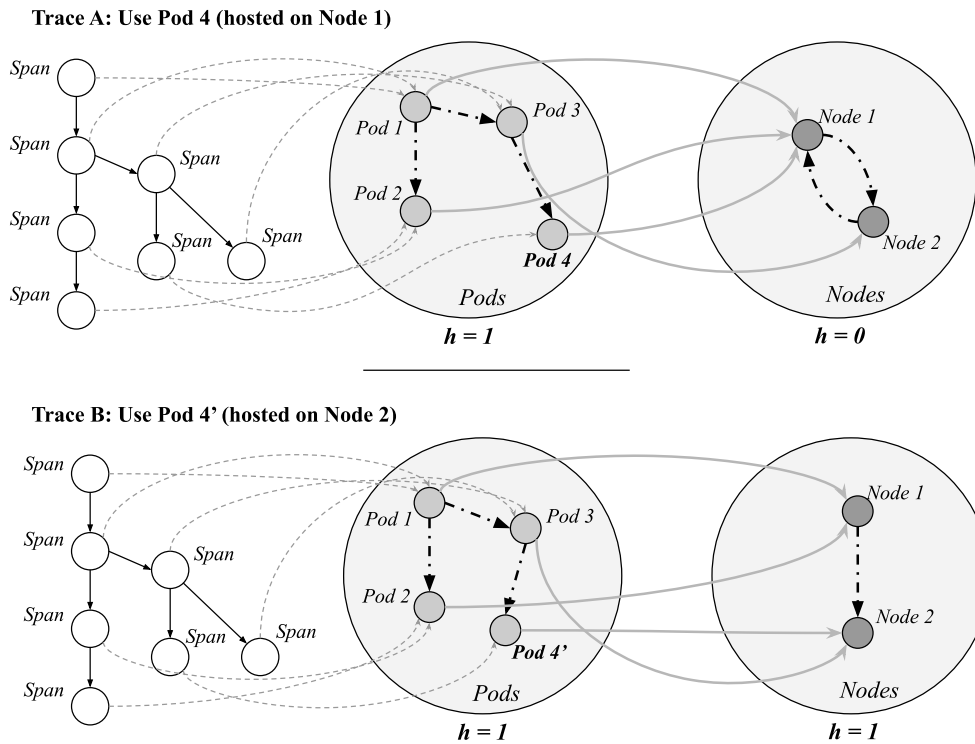 Trace A: Use Pod 4 (hosted on Node 1)
Span
Span
Span
Span
Span
Span
Span
Pod 1
Pod 3
Pod 2
Pod 4
Pods
h = 1
Node 1
Node 2
Nodes
h = 0
Trace B: Use Pod 4’ (hosted on Node 2)
Span
Span
Span
Span
Span
Span
Span
Pod 1
Pod 3
Pod 2
Pod 4’
Pods
h = 1
Node 1
Node 2
Nodes
h = 1